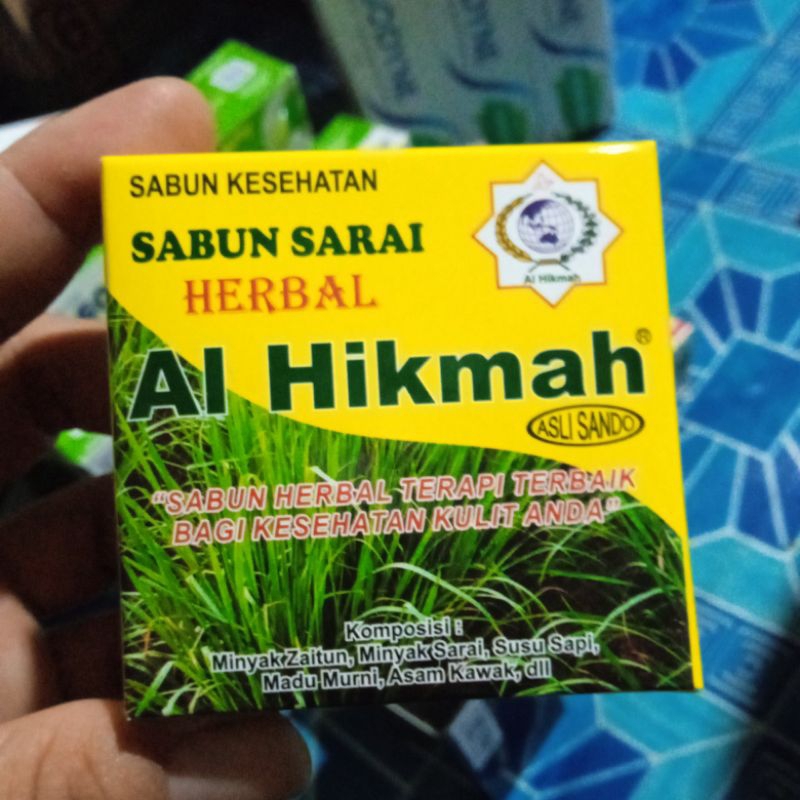 SABUN KESEHATAN
SABUN SARAI
HERBAL
Al Hikmah
Al Hikmah®
ASLI SANDO
"SABUN HERBAL TERAPI TERBAIK
BAGI KESEHATAN KULIT ANDA"
Komposisi :
Minyak Zaitun, Minyak Sarai, Susu Sapi,
Madu Murni, Asam Kawak, dll